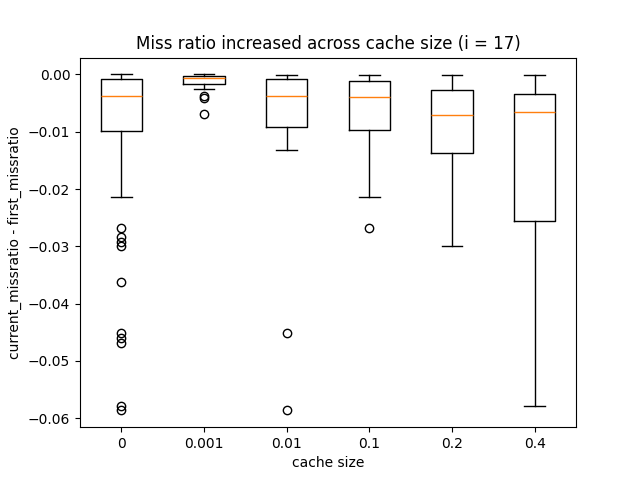 Miss ratio increased across cache size (i = 17)
current_missratio - first_missratio
0.00
−0.01
−0.02
−0.03
−0.04
−0.05
−0.06
0 0.001 0.01 0.1 0.2 0.4
cache size